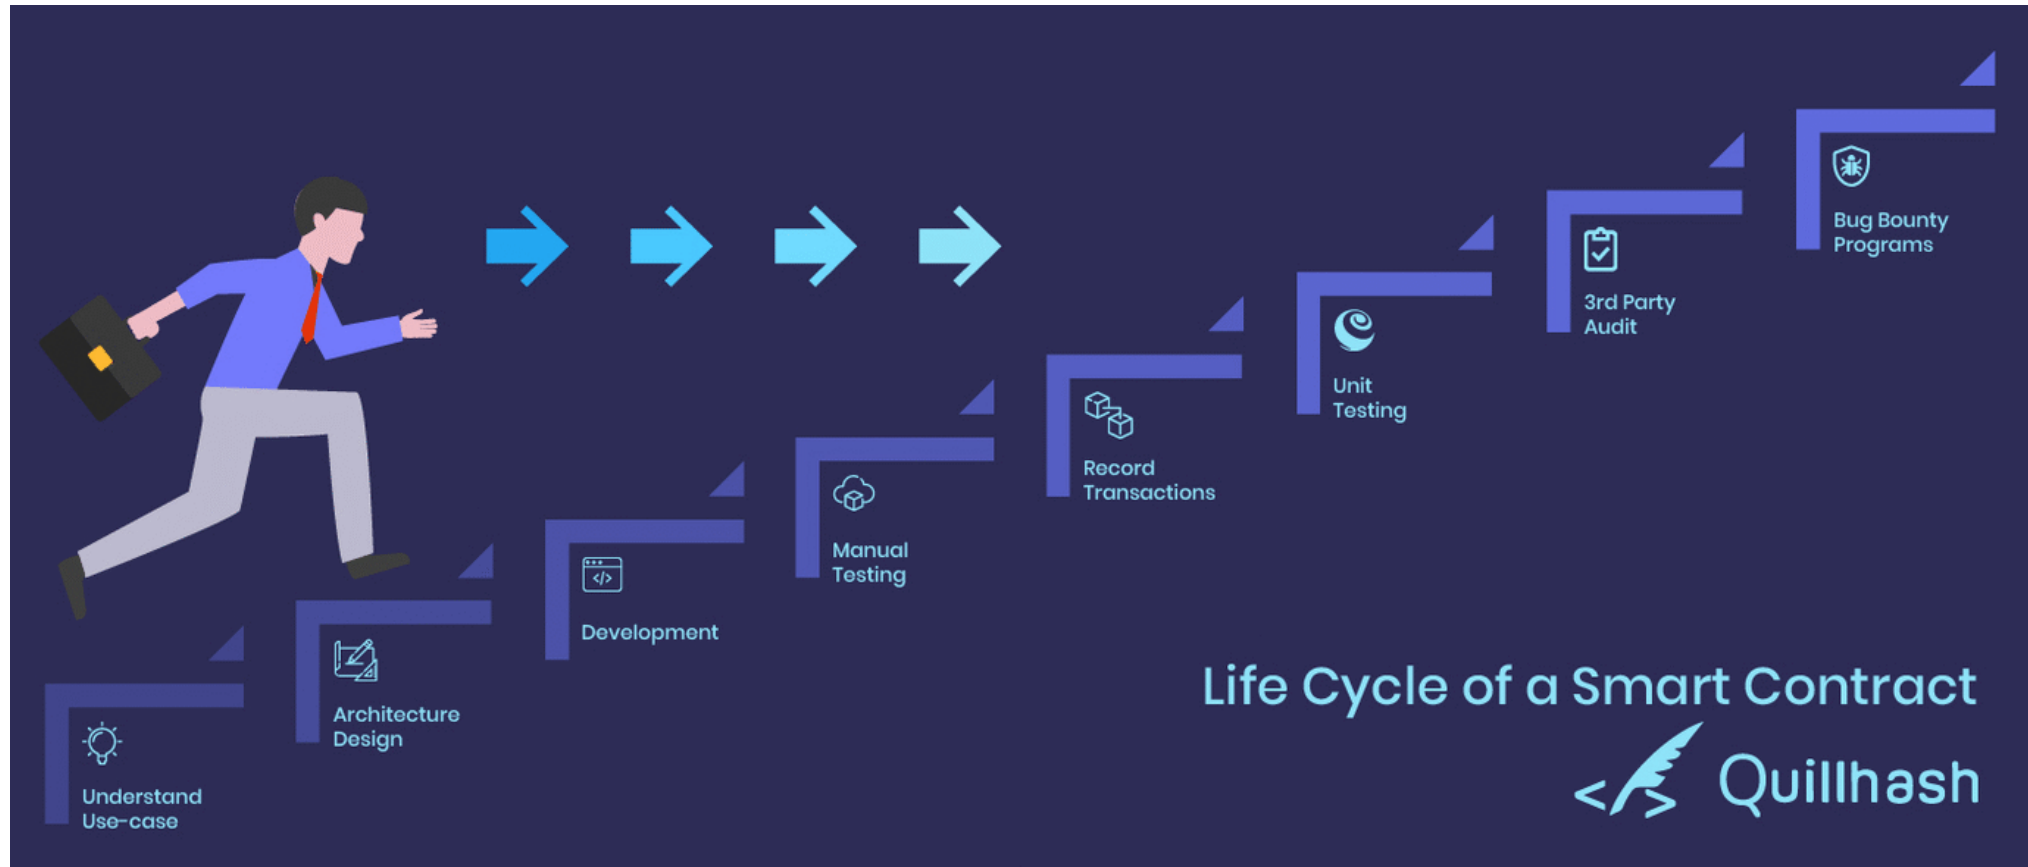 Understand
Use-case
Architecture
Design
Development
Manual
Testing
Record
Transactions
Unit
Testing
3rd Party
Audit
Bug Bounty
Programs
Life Cycle of a Smart Contract
Quillhash